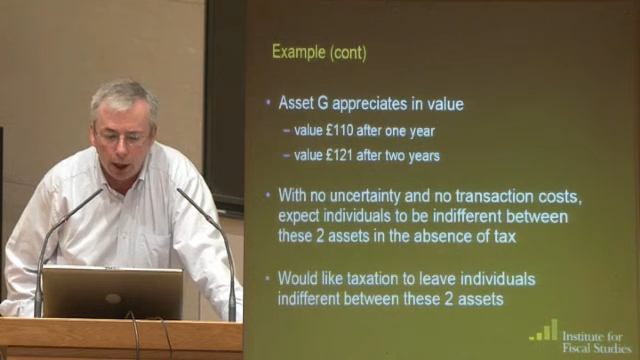 Example (cont)
• Asset G appreciates in value
– value £110 after one year
– value £121 after two years
• With no uncertainty and no transaction costs,
expect individuals to be indifferent between
these 2 assets in the absence of tax
• Would like taxation to leave individuals
indifferent between these 2 assets
Institute for
Fiscal Studies